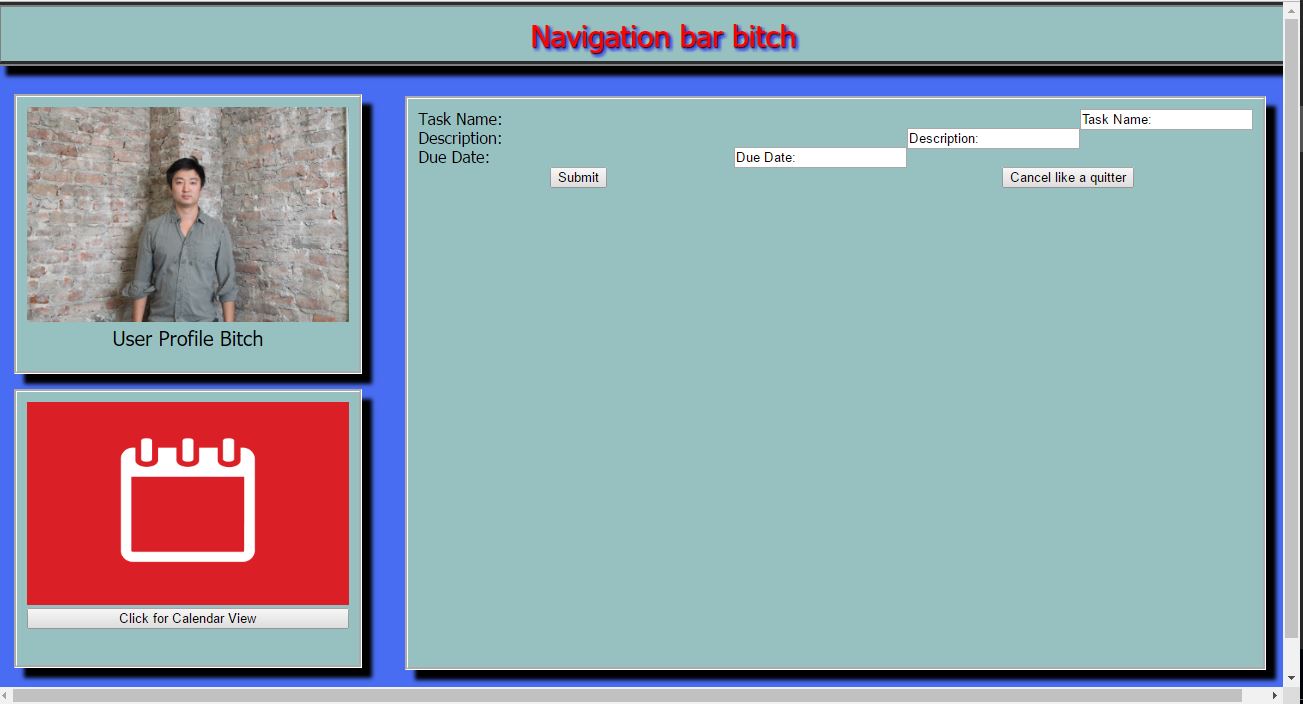 Navigation bar bitch
User Profile Bitch
Click for Calendar View
Task Name: Task Name:
Description: Description:
Due Date: Due Date:
Submit Cancel like a quitter